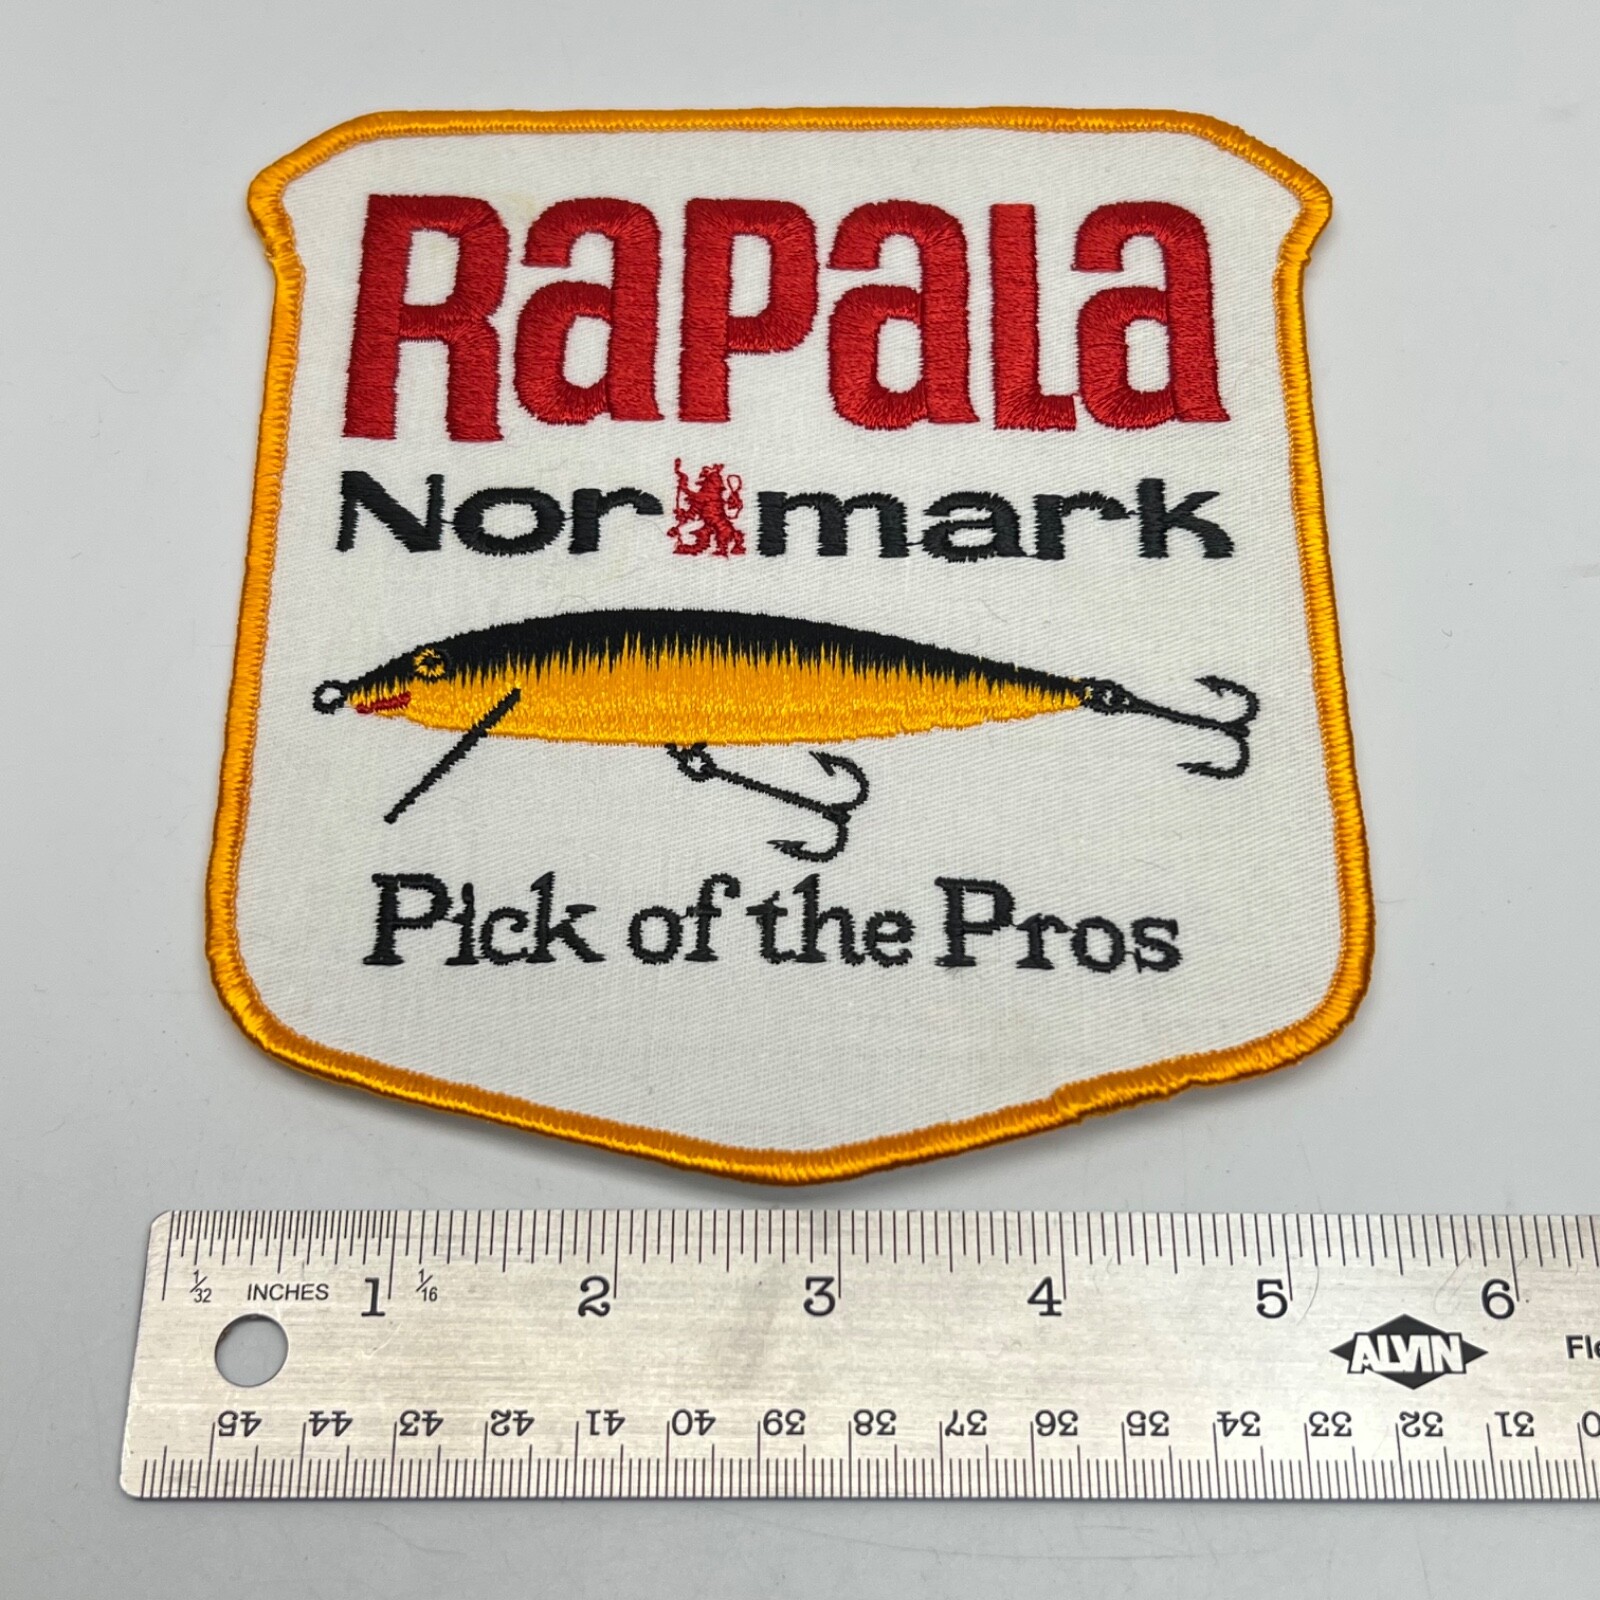 Rapala
Normark
Pick of the Pros
1/32 INCHES 1 1/16 2 3 4 5 6
ALVIN
45 44 43 42 41 40 39 38 37 36 35 34 33 32 31